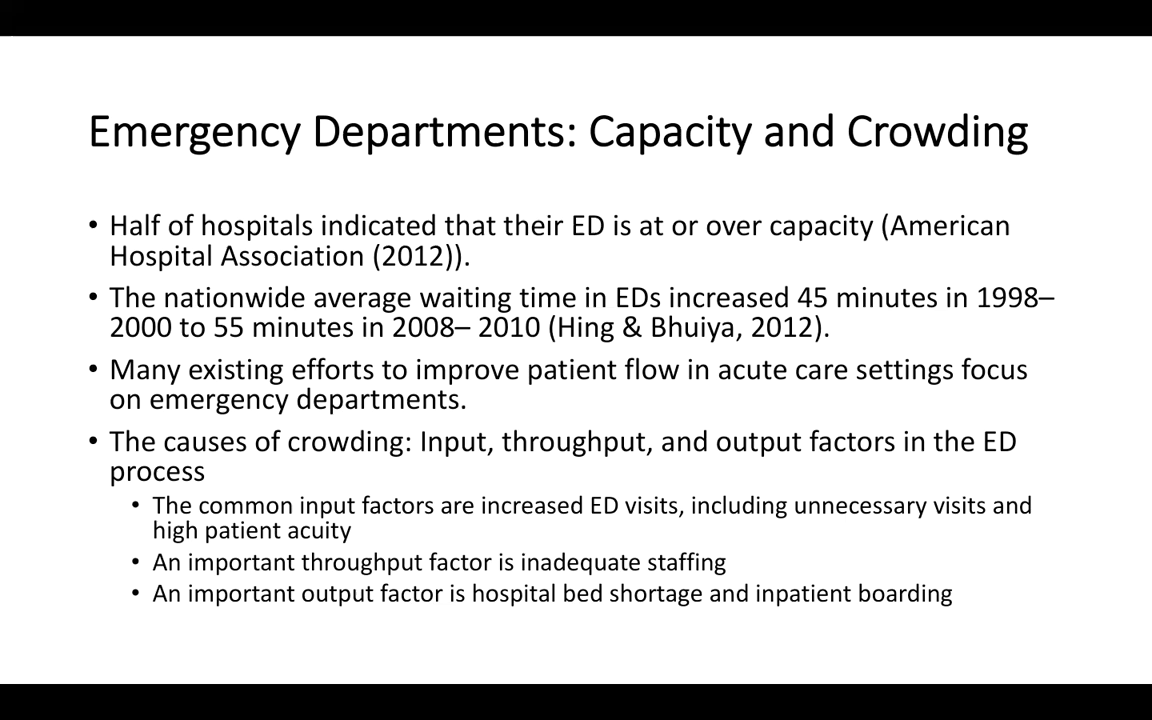 Emergency Departments: Capacity and Crowding
• Half of hospitals indicated that their ED is at or over capacity (American
Hospital Association (2012)).
• The nationwide average waiting time in EDs increased 45 minutes in 1998–
2000 to 55 minutes in 2008– 2010 (Hing & Bhuiya, 2012).
• Many existing efforts to improve patient flow in acute care settings focus
on emergency departments.
• The causes of crowding: Input, throughput, and output factors in the ED
process
• The common input factors are increased ED visits, including unnecessary visits and
high patient acuity
• An important throughput factor is inadequate staffing
• An important output factor is hospital bed shortage and inpatient boarding